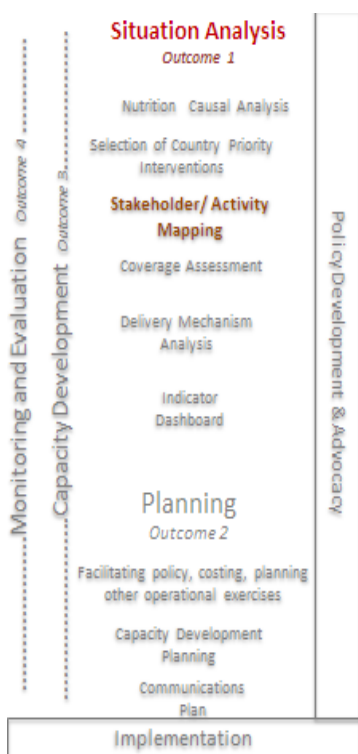 Situation Analysis
Outcome 1
Nutrition Causal Analysis
Selection of Country Priority
Interventions
Stakeholder/ Activity
Mapping
Coverage Assessment
Delivery Mechanism
Analysis
Indicator
Dashboard
Planning
Outcome 2
Facilitating policy, costing, planning
other operational exercises
Capacity Development
Planning
Communications
Plan
Monitoring and Evaluation Outcome 4
Capacity Development Outcome 3
Policy Development & Advocacy
Implementation